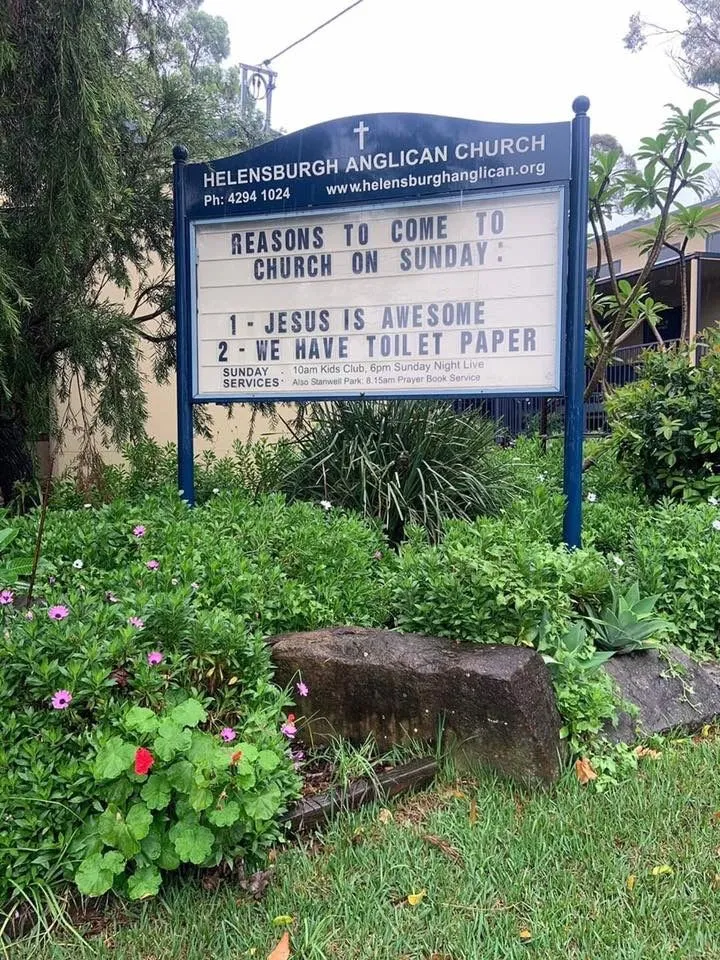 HELENSBURGH ANGLICAN CHURCH
Ph: 4294 1024 www.helensburghanglican.org
REASONS TO COME TO
CHURCH ON SUNDAY:
1 - JESUS IS AWESOME
2 - WE HAVE TOILET PAPER
SUNDAY SERVICES: 10am Kids Club, 6pm Sunday Night Live
Also Stanwell Park: 8.15am Prayer Book Service